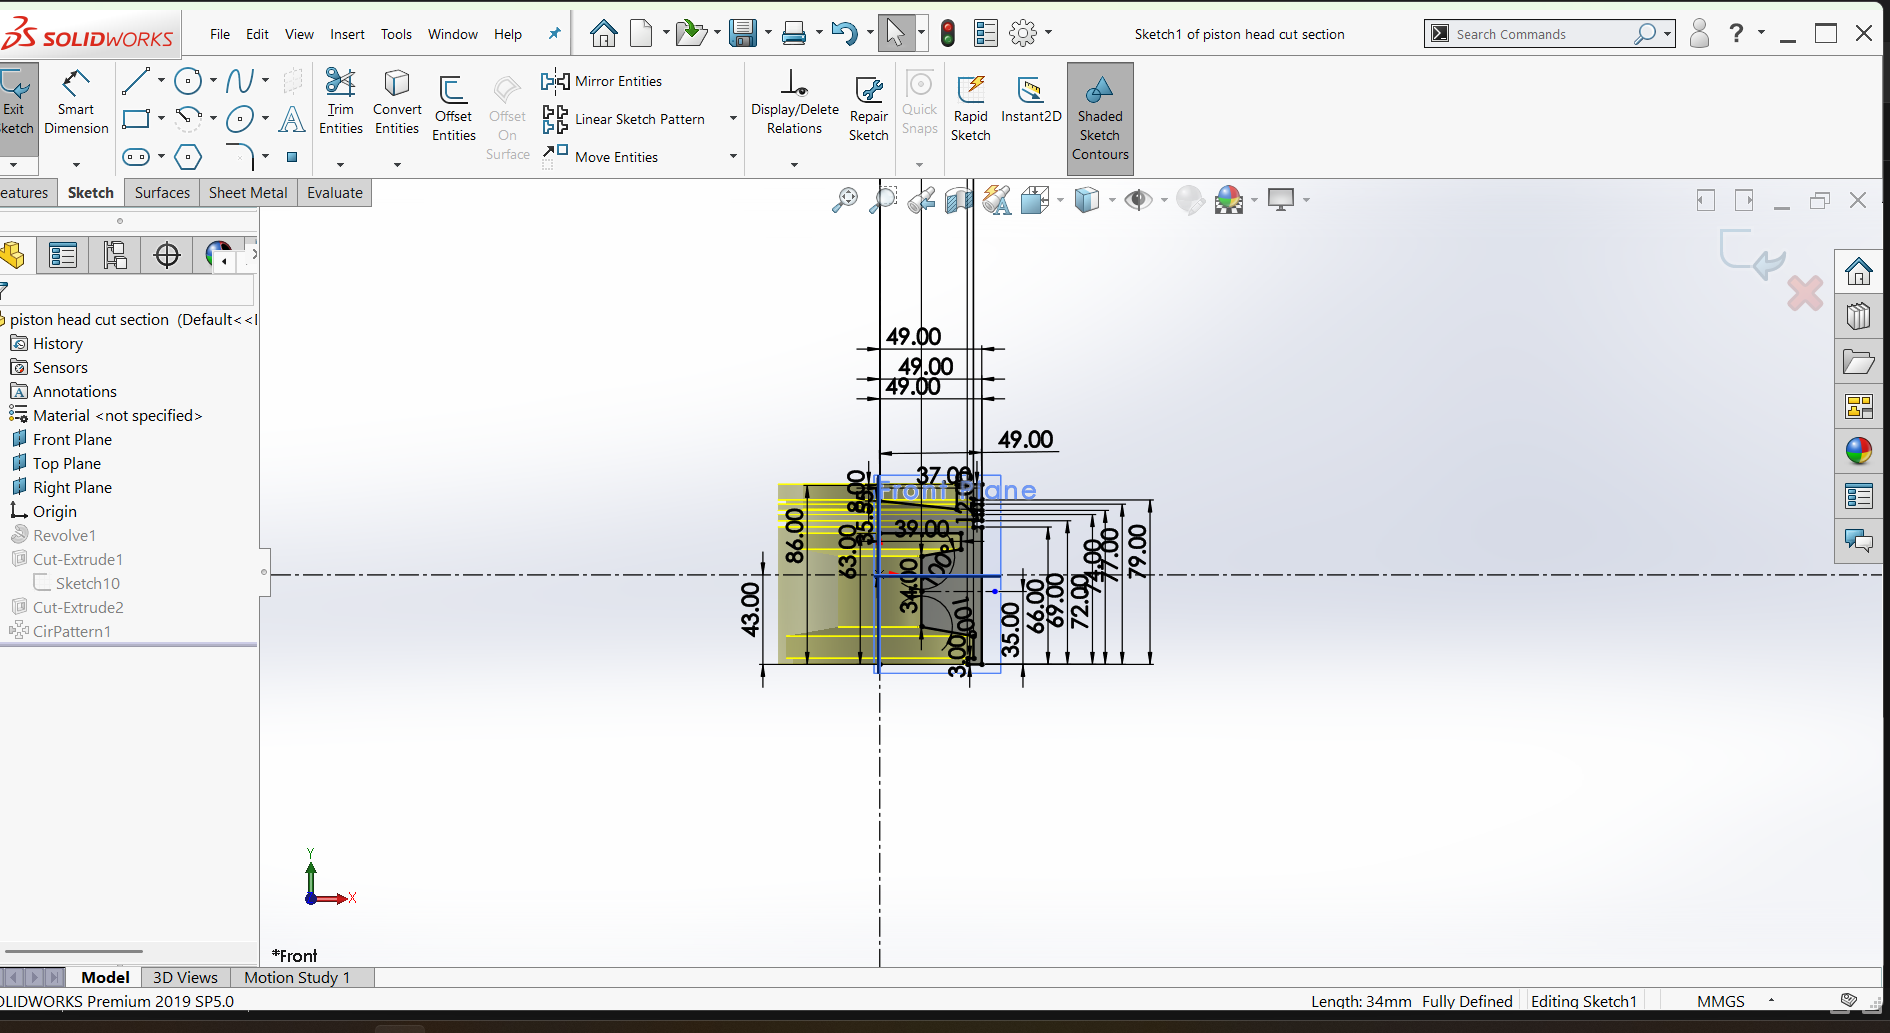 SOLIDWORKS
File Edit View Insert Tools Window Help
Sketch1 of piston head cut section
Search Commands
?
Exit
Sketch
Smart
Dimension
Trim
Entities
Convert
Entities
Offset
Entities
Offset
On
Surface
Mirror Entities
Linear Sketch Pattern
Move Entities
Display/Delete
Relations
Repair
Sketch
Quick
Snaps
Rapid
Sketch
Instant2D
Shaded
Sketch
Contours
eatures Sketch Surfaces Sheet Metal Evaluate
piston head cut section (Default<<
History
Sensors
Annotations
Material <not specified>
Front Plane
Top Plane
Right Plane
Origin
Revolve1
Cut-Extrude1
Sketch10
Cut-Extrude2
CirPattern1
49.00
49.00
49.00
49.00
37.00
Front Plane
39.00
86.00
63.00
43.00
34.00
3.00
35.00
66.00
69.00
72.00
74.00
77.00
79.00
Y
X
*Front
Model 3D Views Motion Study 1
OLIDWORKS Premium 2019 SP5.0
Length: 34mm Fully Defined Editing Sketch1 MMGS